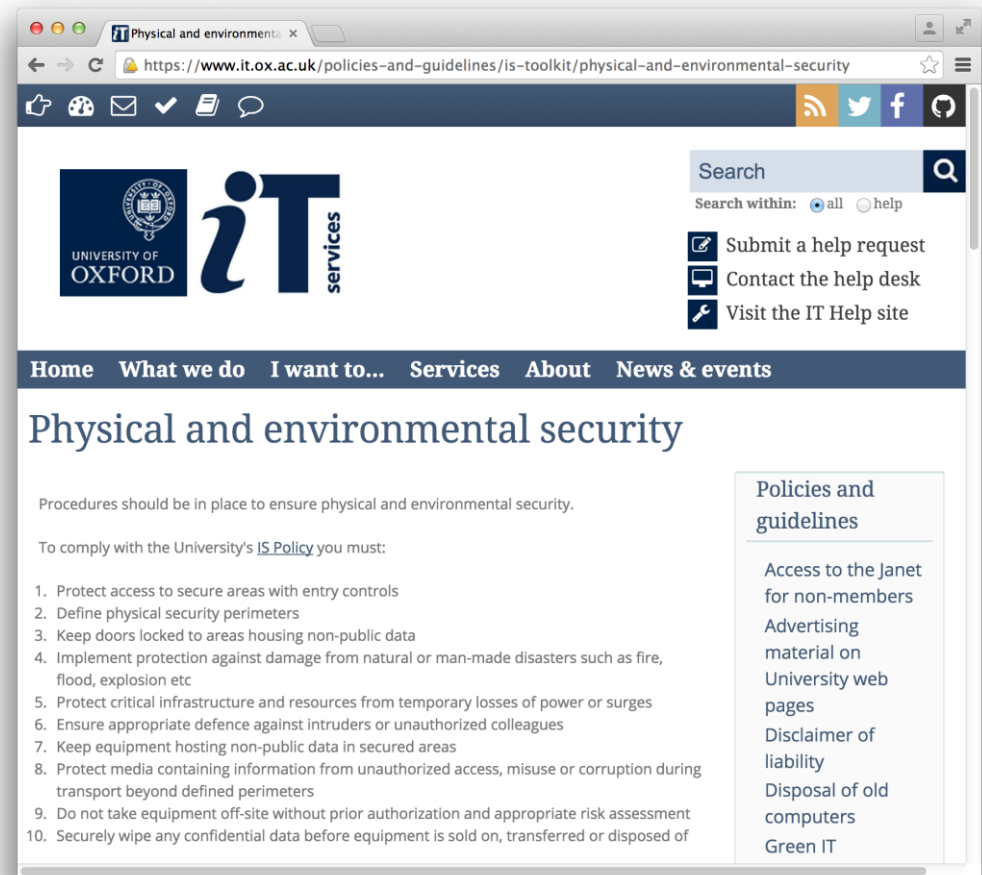 Physical and environmenta
https://www.it.ox.ac.uk/policies-and-guidelines/is-toolkit/physical-and-environmental-security
UNIVERSITY OF
OXFORD
iT
services
Search
Search within: all help
Submit a help request
Contact the help desk
Visit the IT Help site
Home What we do I want to... Services About News & events
Physical and environmental security
Procedures should be in place to ensure physical and environmental security.
To comply with the University's IS Policy you must:
1. Protect access to secure areas with entry controls
2. Define physical security perimeters
3. Keep doors locked to areas housing non-public data
4. Implement protection against damage from natural or man-made disasters such as fire,
flood, explosion etc
5. Protect critical infrastructure and resources from temporary losses of power or surges
6. Ensure appropriate defence against intruders or unauthorized colleagues
7. Keep equipment hosting non-public data in secured areas
8. Protect media containing information from unauthorized access, misuse or corruption during
transport beyond defined perimeters
9. Do not take equipment off-site without prior authorization and appropriate risk assessment
10. Securely wipe any confidential data before equipment is sold on, transferred or disposed of
Policies and
guidelines
Access to the Janet
for non-members
Advertising
material on
University web
pages
Disclaimer of
liability
Disposal of old
computers
Green IT